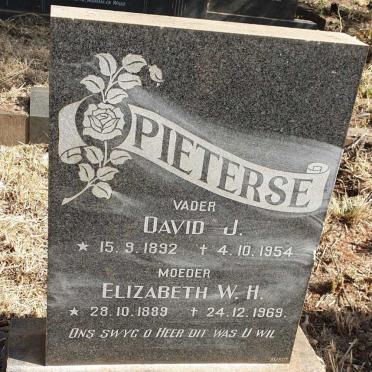 PIETERSE
VADER
DAVID J.
★ 15.9.1892 † 4.10.1954
MOEDER
ELIZABETH W.H.
★ 28.10.1889 † 24.12.1969.
ONS SWYG O HEER DIT WAS U WIL